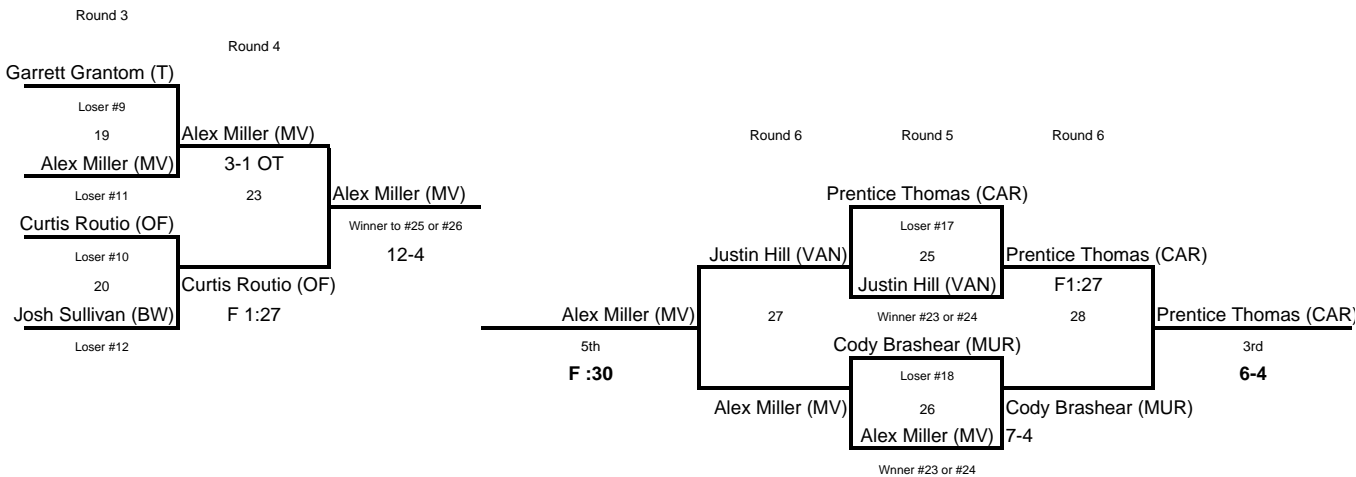 Round 3
Round 4
Garrett Grantom (T)
Loser #9
19
Alex Miller (MV)
Alex Miller (MV)
3-1 OT
Loser #11
23
Alex Miller (MV)
Curtis Routio (OF)
Winner to #25 or #26
Loser #10
12-4
20
Curtis Routio (OF)
Josh Sullivan (BW)
F 1:27
Loser #12
Round 6
Round 5
Round 6
Prentice Thomas (CAR)
Loser #17
Justin Hill (VAN)
25
Prentice Thomas (CAR)
Justin Hill (VAN)
F1:27
Alex Miller (MV)
27
Winner #23 or #24
28
Prentice Thomas (CAR)
5th
Cody Brashear (MUR)
3rd
F :30
Loser #18
6-4
Alex Miller (MV)
26
Cody Brashear (MUR)
Alex Miller (MV)
7-4
Wnner #23 or #24